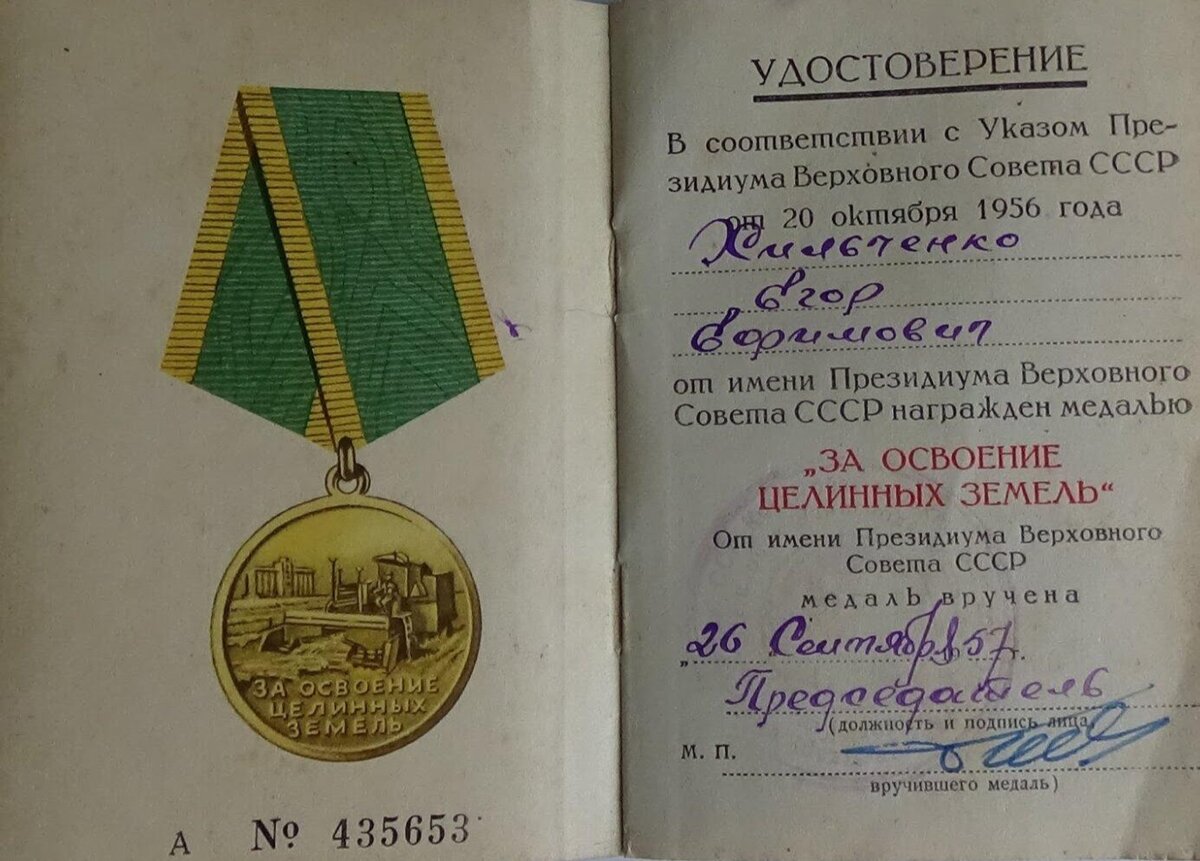 ЗА ОСВОЕНИЕ
ЦЕЛИННЫХ
ЗЕМЕЛЬ
А № 435653
УДОСТОВЕРЕНИЕ
В соответствии с Указом Пре-
зидиума Верховного Совета СССР
от 20 октября 1956 года
Хильченко
Егор
Ефимович
от имени Президиума Верховного
Совета СССР награжден медалью
„ЗА ОСВОЕНИЕ
ЦЕЛИННЫХ ЗЕМЕЛЬ“
От имени Президиума Верховного
Совета СССР
медаль вручена
„26 Сентября 57г.
Председатель
(должность и подпись лица,
М. П.
вручившего медаль)